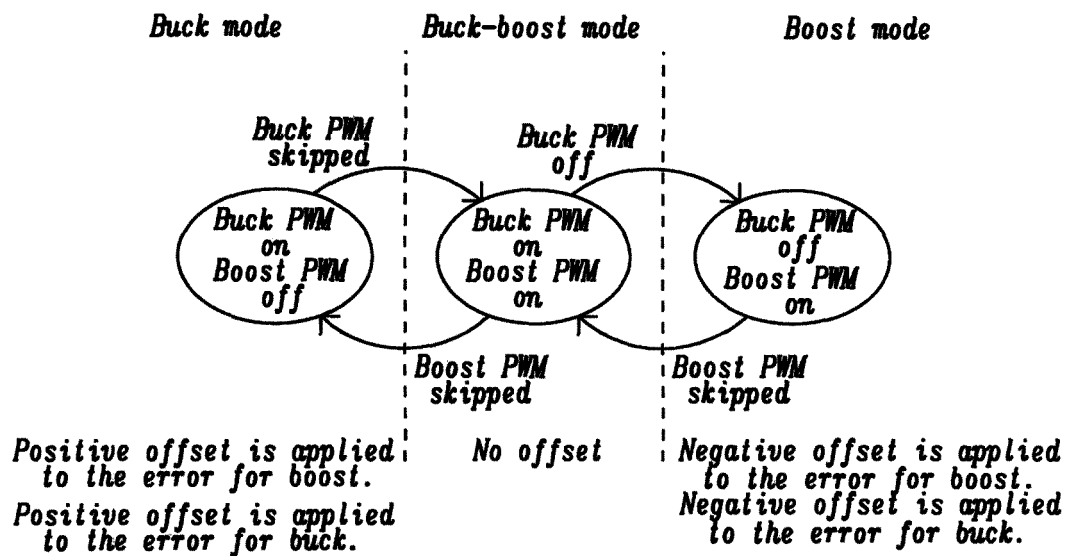 Buck mode
Buck-boost mode
Boost mode
Buck PWM
skipped
Buck PWM
off
Buck PWM
on
Boost PWM
off
Buck PWM
on
Boost PWM
on
Buck PWM
off
Boost PWM
on
Boost PWM
skipped
Boost PWM
skipped
Positive offset is applied
to the error for boost.
Positive offset is applied
to the error for buck.
No offset
Negative offset is applied
to the error for boost.
Negative offset is applied
to the error for buck.